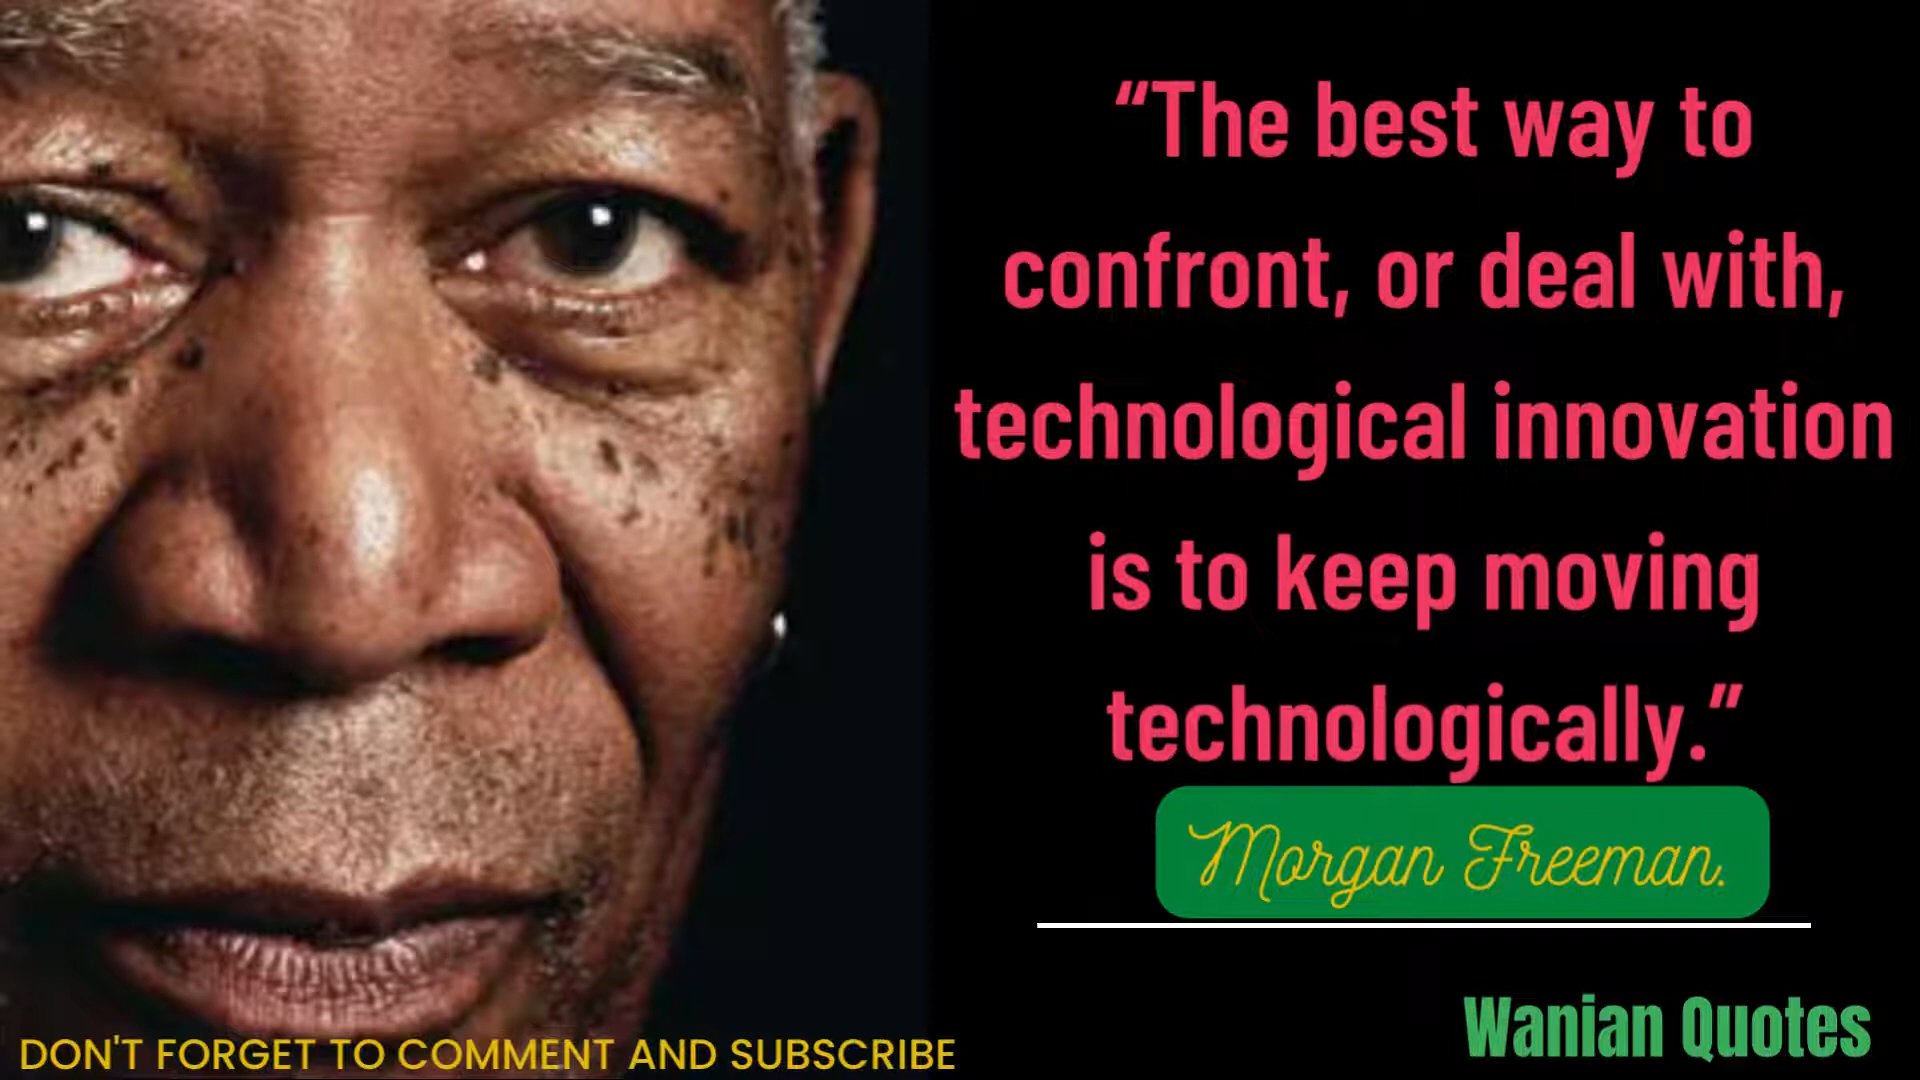 “The best way to
confront, or deal with,
technological innovation
is to keep moving
technologically.”
Morgan Freeman.
Wanian Quotes
DON'T FORGET TO COMMENT AND SUBSCRIBE